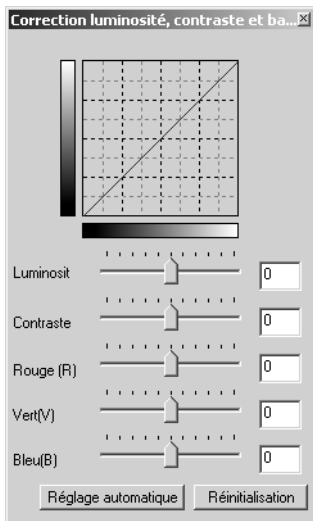 Correction luminosité, contraste et ba...
Luminosit
0
Contraste
0
Rouge (R)
0
Vert(V)
0
Bleu(B)
0
Réglage automatique
Réinitialisation